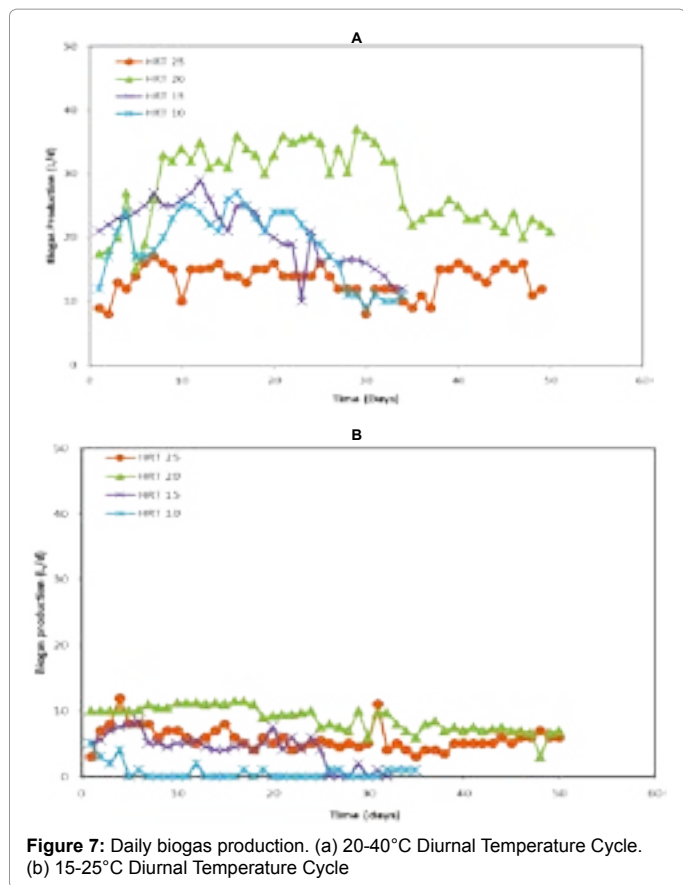 A
50
40
30
20
10
0
Biogas Production (L/d)
HRT 25
HRT 20
HRT 15
HRT 10
0
10
20
30
40
50
60
Time (Days)
B
50
40
30
20
10
0
Biogas production (L/d)
HRT 25
HRT 20
HRT 15
HRT 10
0
10
20
30
40
50
60
Time (days)
Figure 7: Daily biogas production. (a) 20-40°C Diurnal Temperature Cycle.
(b) 15-25°C Diurnal Temperature Cycle